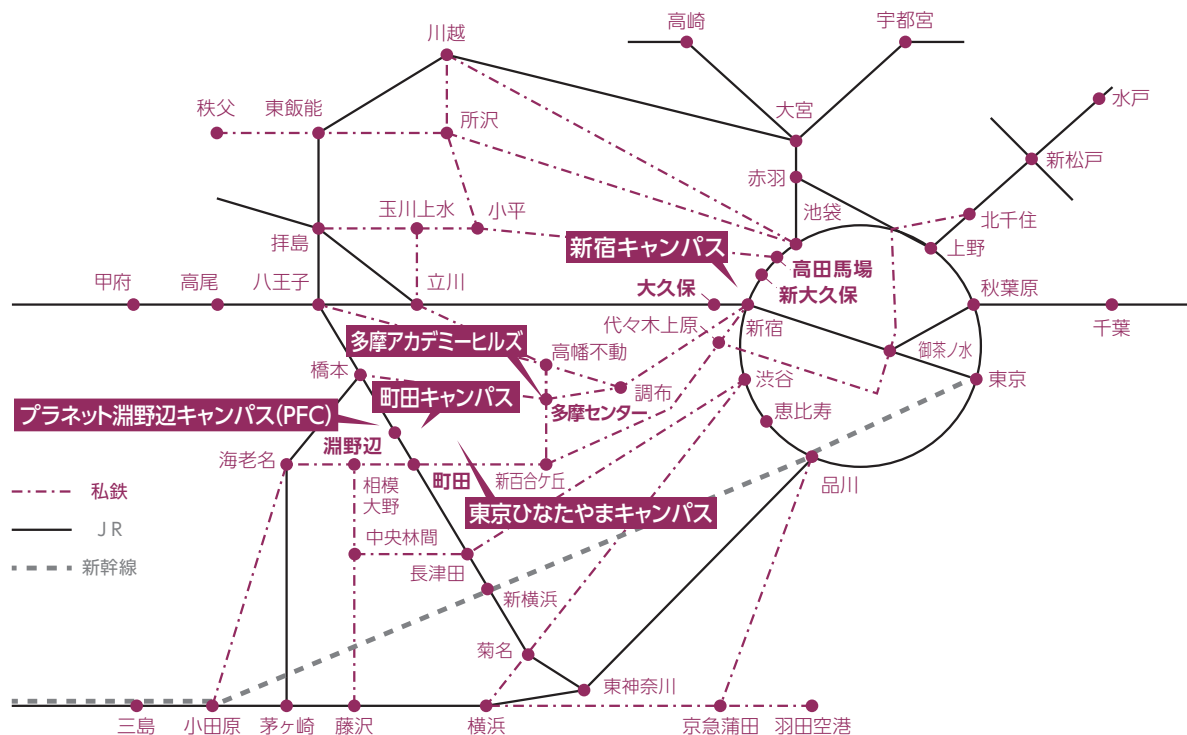 高崎
宇都宮
川越
水戸
秩父
東飯能
所沢
大宮
新松戸
赤羽
玉川上水
小平
池袋
北千住
拝島
新宿キャンパス
上野
高田馬場
甲府
高尾
八王子
立川
大久保
新大久保
秋葉原
代々木上原
新宿
千葉
多摩アカデミーヒルズ
高幡不動
御茶ノ水
橋本
町田キャンパス
調布
渋谷
東京
プラネット淵野辺キャンパス(PFC)
多摩センター
恵比寿
海老名
淵野辺
町田
新百合ケ丘
品川
相模
大野
私鉄
東京ひなたやまキャンパス
JR
中央林間
新幹線
長津田
新横浜
菊名
東神奈川
三島
小田原
茅ヶ崎
藤沢
横浜
京急蒲田
羽田空港